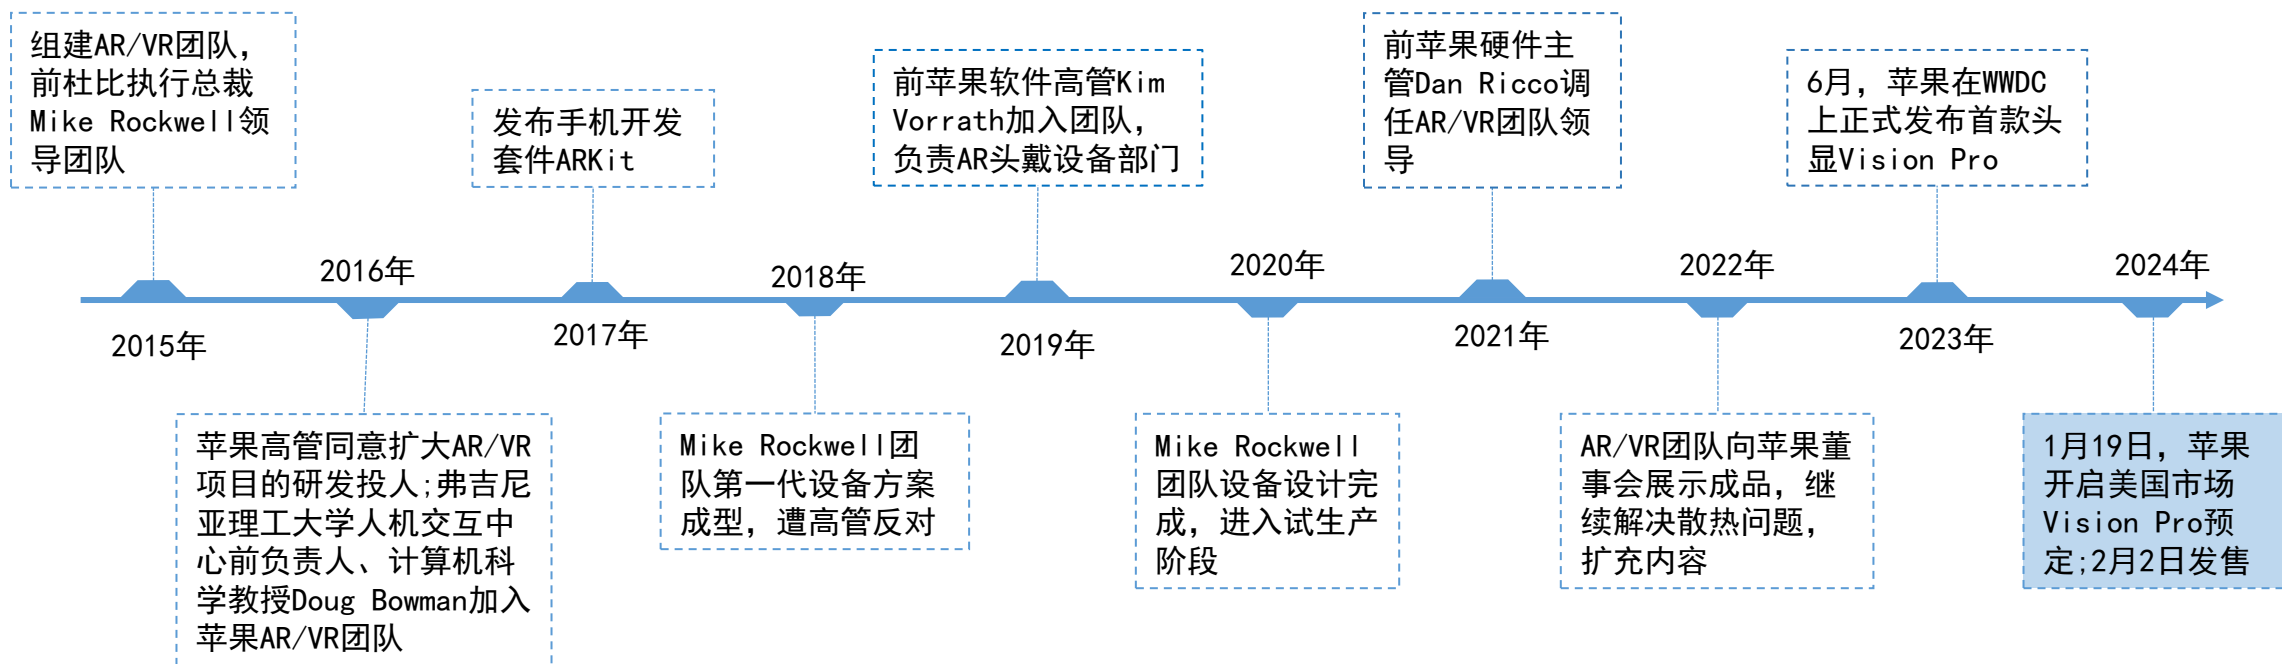 组建AR/VR团队，
前杜比执行总裁
Mike Rockwell领
导团队
发布手机开发
套件ARKit
前苹果软件高管Kim
Vorrath加入团队，
负责AR头戴设备部门
前苹果硬件主
管Dan Ricco调
任AR/VR团队领
导
6月，苹果在WWDC
上正式发布首款头
显Vision Pro
2016年
2018年
2020年
2022年
2024年
2015年
2017年
2019年
2021年
2023年
苹果高管同意扩大AR/VR
项目的研发投人;弗吉尼
亚理工大学人机交互中
心前负责人、计算机科
学教授Doug Bowman加入
苹果AR/VR团队
Mike Rockwell团
队第一代设备方案
成型，遭高管反对
Mike Rockwell
团队设备设计完
成，进入试生产
阶段
AR/VR团队向苹果董
事会展示成品，继
续解决散热问题，
扩充内容
1月19日，苹果
开启美国市场
Vision Pro预
定;2月2日发售